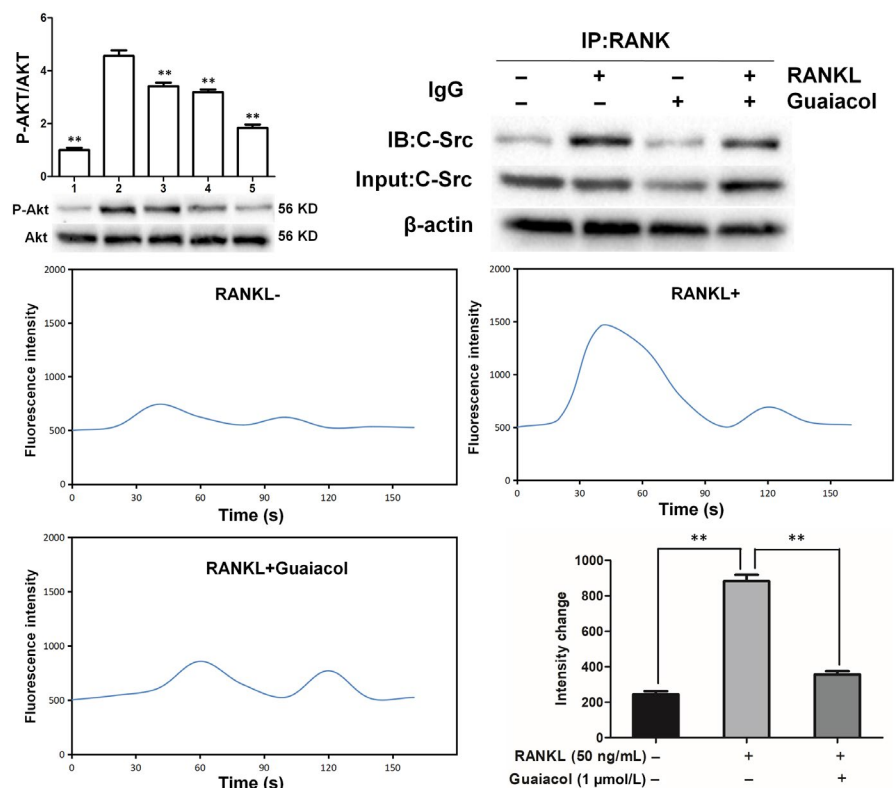 P-AKT/AKT
6
4
2
0
** ** ** **
1 2 3 4 5
P-Akt 56 KD
Akt 56 KD
IP:RANK
IgG
– + – + RANKL
– – + + Guaiacol
IB:C-Src
Input:C-Src
β-actin
RANKL-
Fluorescence intensity
2000
1500
1000
500
0
0 30 60 90 120 150
Time (s)
RANKL+
Fluorescence intensity
2000
1500
1000
500
0
0 30 60 90 120 150
Time (s)
RANKL+Guaiacol
Fluorescence intensity
2000
1500
1000
500
0
0 30 60 90 120 150
Time (s)
** **
Intensity change
1000
800
600
400
200
0
RANKL (50 ng/mL) – + +
Guaiacol (1 μmol/L) – – +